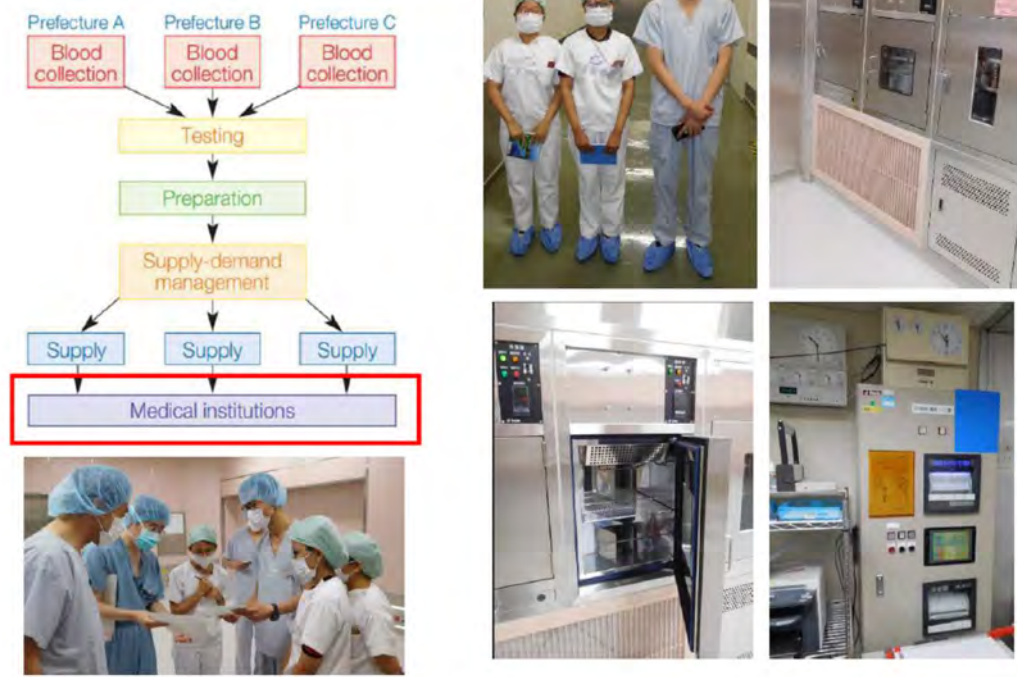 Prefecture A Prefecture B Prefecture C
Blood collection
Blood collection
Blood collection
Testing
Preparation
Supply-demand
management
Supply Supply Supply
Medical institutions